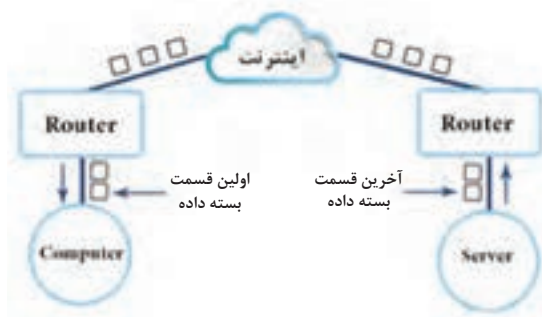 اینترنت
Router
Router
اولین قسمت
بسته داده
آخرین قسمت
بسته داده
Computer
Server